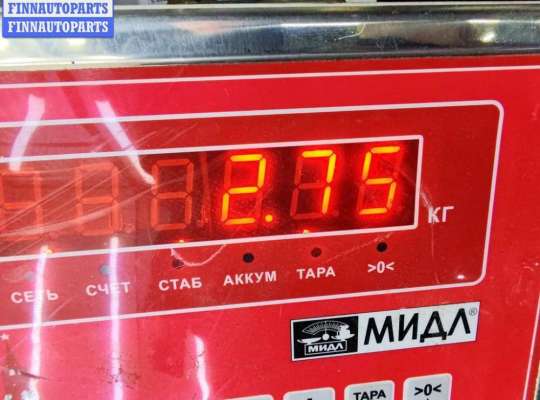 FINNAUTOPARTS
FINNAUTOPARTS
2.75 КГ
СЕТЬ СЧЕТ СТАБ АККУМ ТАРА >0<
МИДЛ МИДЛ®
ТАРА >0<